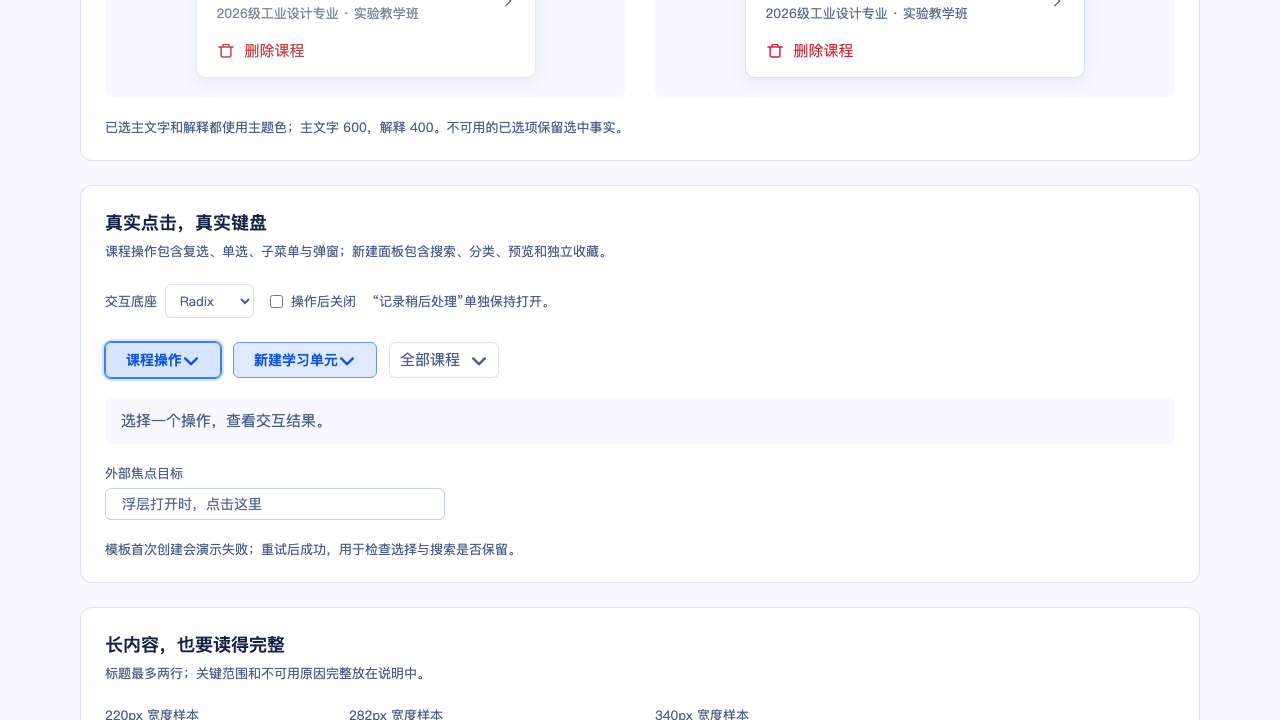 2026级工业设计专业 · 实验教学班
删除课程
2026级工业设计专业 · 实验教学班
删除课程
已选主文字和解释都使用主题色；主文字 600，解释 400。不可用的已选项保留选中事实。
真实点击，真实键盘
课程操作包含复选、单选、子菜单与弹窗；新建面板包含搜索、分类、预览和独立收藏。
交互底座 Radix 操作后关闭 “记录稍后处理”单独保持打开。
课程操作 新建学习单元 全部课程
选择一个操作，查看交互结果。
外部焦点目标
浮层打开时，点击这里
模板首次创建会演示失败；重试后成功，用于检查选择与搜索是否保留。
长内容，也要读得完整
标题最多两行；关键范围和不可用原因完整放在说明中。
220px 宽度样本 282px 宽度样本 340px 宽度样本